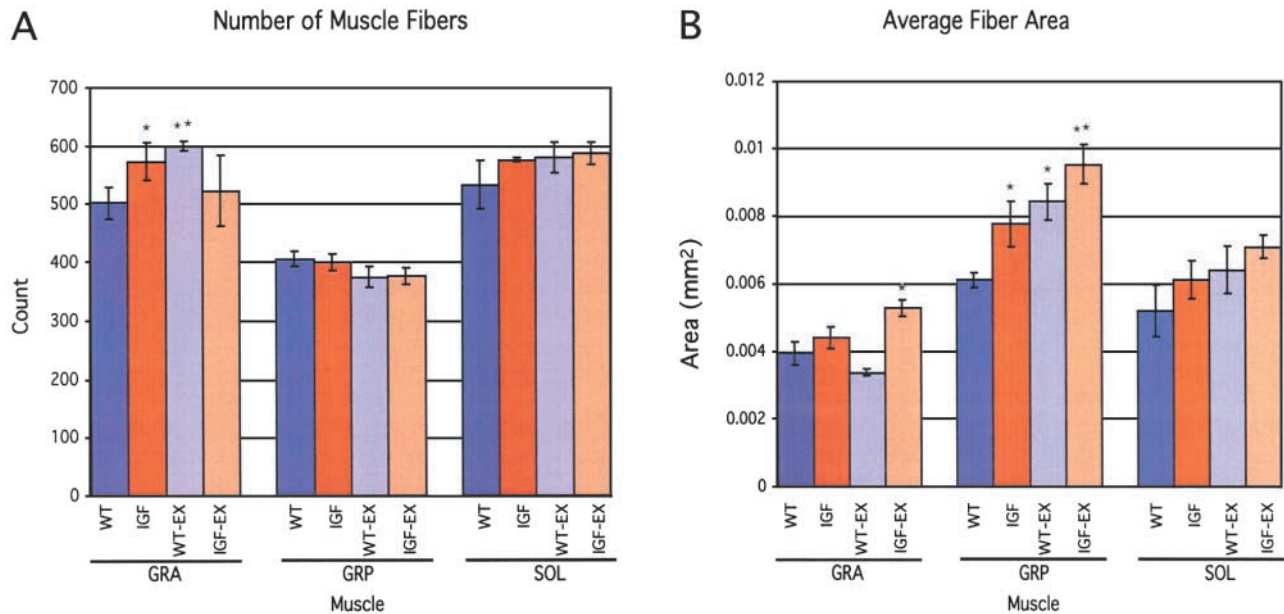 A
Number of Muscle Fibers
700
600
500
400
300
200
100
0
Count
* ** 
WT IGF WT-EX IGF-EX WT IGF WT-EX IGF-EX WT IGF WT-EX IGF-EX
GRA GRP SOL
Muscle
B
Average Fiber Area
0.012
0.01
0.008
0.006
0.004
0.002
0
Area (mm²)
* * * **
WT IGF WT-EX IGF-EX WT IGF WT-EX IGF-EX WT IGF WT-EX IGF-EX
GRA GRP SOL
Muscle